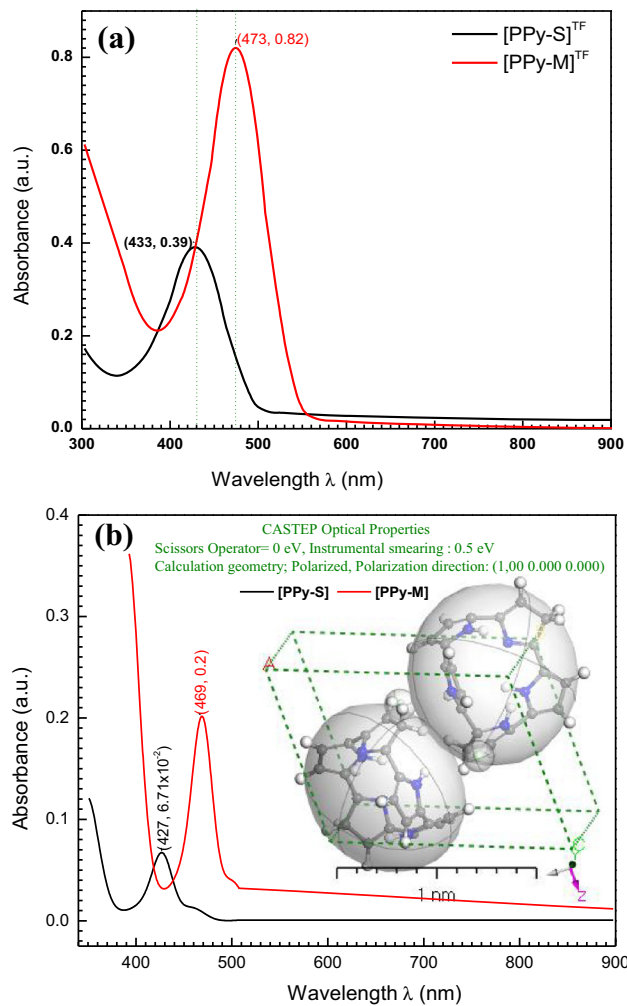 (a)
(473, 0.82)
[PPy-S]TF
[PPy-M]TF
(433, 0.39)
Absorbance (a.u.)
0.8
0.6
0.4
0.2
0.0
300 400 500 600 700 800 900
Wavelength λ (nm)
(b)
CASTEP Optical Properties
Scissors Operator= 0 eV, Instrumental smearing : 0.5 eV
Calculation geometry; Polarized, Polarization direction: (1,00 0.000 0.000)
[PPy-S] [PPy-M]
(469, 0.2)
(427, 6.71x10-2)
A
C
1 nm
Z
Absorbance (a.u.)
0.4
0.3
0.2
0.1
0.0
400 500 600 700 800 900
Wavelength λ (nm)